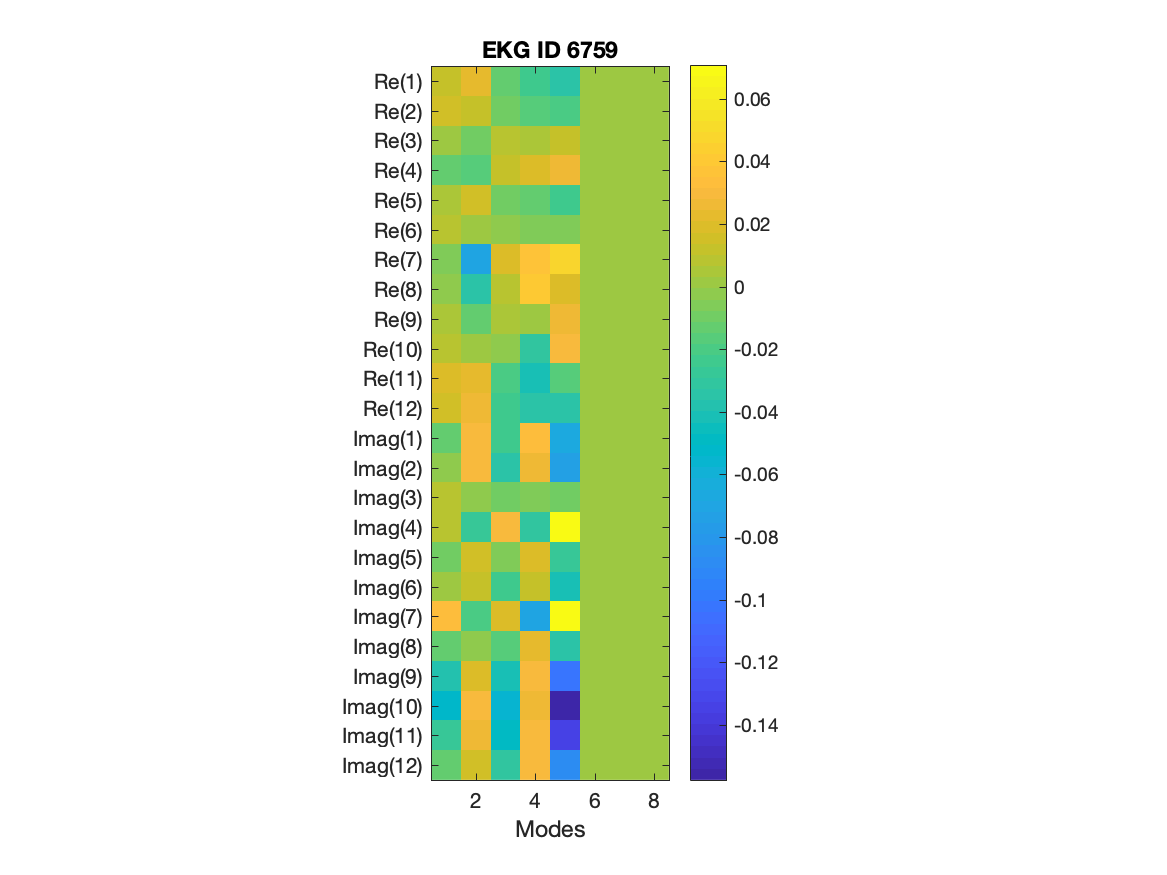 EKG ID 6759
Re(1)
Re(2)
Re(3)
Re(4)
Re(5)
Re(6)
Re(7)
Re(8)
Re(9)
Re(10)
Re(11)
Re(12)
Imag(1)
Imag(2)
Imag(3)
Imag(4)
Imag(5)
Imag(6)
Imag(7)
Imag(8)
Imag(9)
Imag(10)
Imag(11)
Imag(12)
2 4 6 8
Modes
0.06
0.04
0.02
0
-0.02
-0.04
-0.06
-0.08
-0.1
-0.12
-0.14